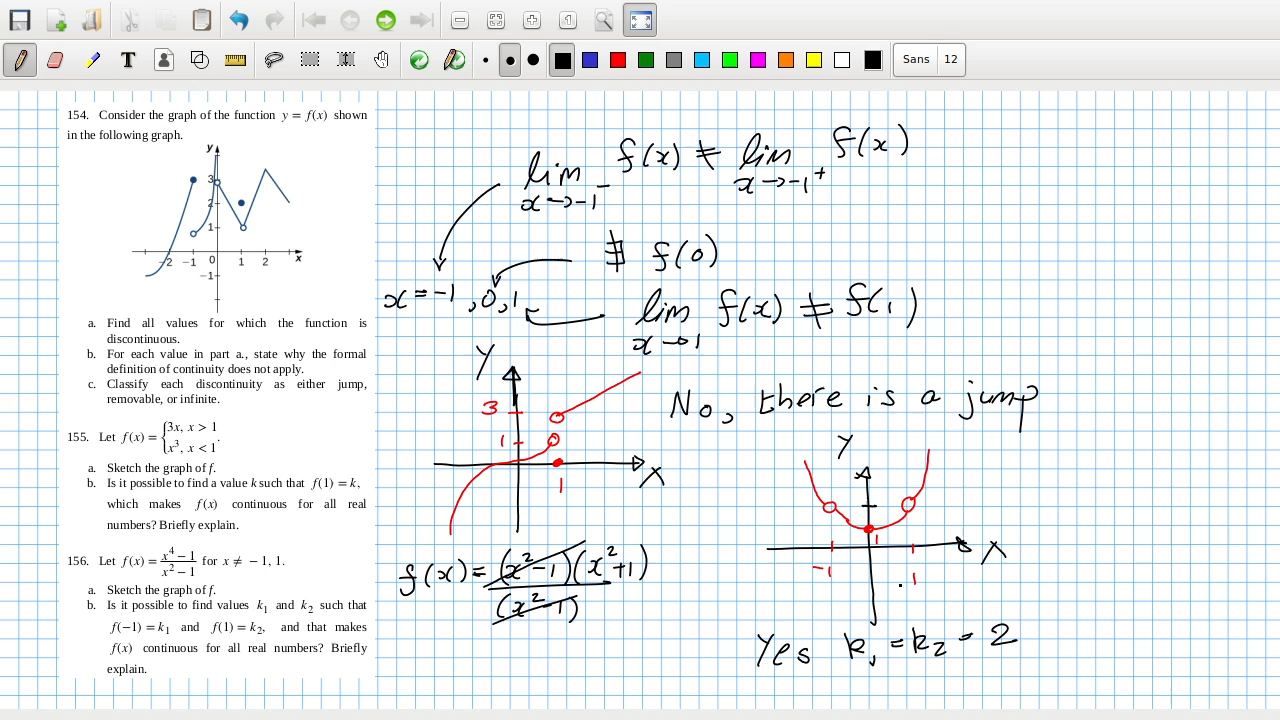 Sans 12
154. Consider the graph of the function y = f(x) shown
in the following graph.
y
3
2
1
−2 −1 0 1 2 x
−1
a. Find all values for which the function is
discontinuous.
b. For each value in part a., state why the formal
definition of continuity does not apply.
c. Classify each discontinuity as either jump,
removable, or infinite.
155. Let f(x) = {3x, x > 1
x³, x < 1.
a. Sketch the graph of f.
b. Is it possible to find a value k such that f(1) = k,
which makes f(x) continuous for all real
numbers? Briefly explain.
156. Let f(x) = (x⁴ − 1)/(x² − 1) for x ≠ −1, 1.
a. Sketch the graph of f.
b. Is it possible to find values k₁ and k₂ such that
f(−1) = k₁ and f(1) = k₂, and that makes
f(x) continuous for all real numbers? Briefly
explain.
lim x→-1⁻ f(x) ≠ lim x→-1⁺ f(x)
∄ f(0)
x = -1, 0, 1
lim x→1 f(x) ≠ f(1)
Y
3
1
X
1
No, there is a jump
Y
1
X
-1 1
f(x) = (x²-1)(x²+1)
(x²-1)
Yes k₁ = k₂ = 2